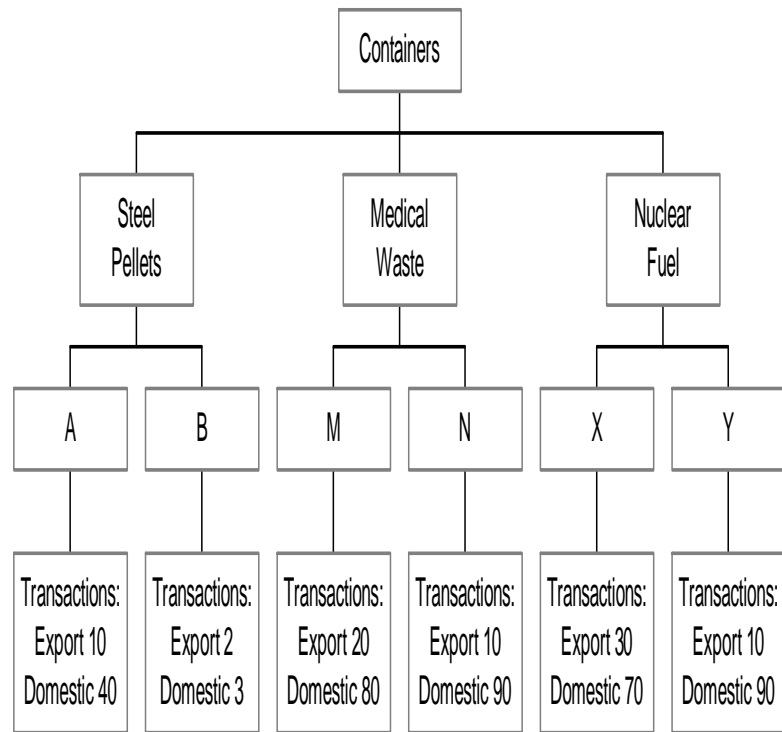 Containers
Steel
Pellets
Medical
Waste
Nuclear
Fuel
A
B
M
N
X
Y
Transactions:
Export 10
Domestic 40
Transactions:
Export 2
Domestic 3
Transactions:
Export 20
Domestic 80
Transactions:
Export 10
Domestic 90
Transactions:
Export 30
Domestic 70
Transactions:
Export 10
Domestic 90